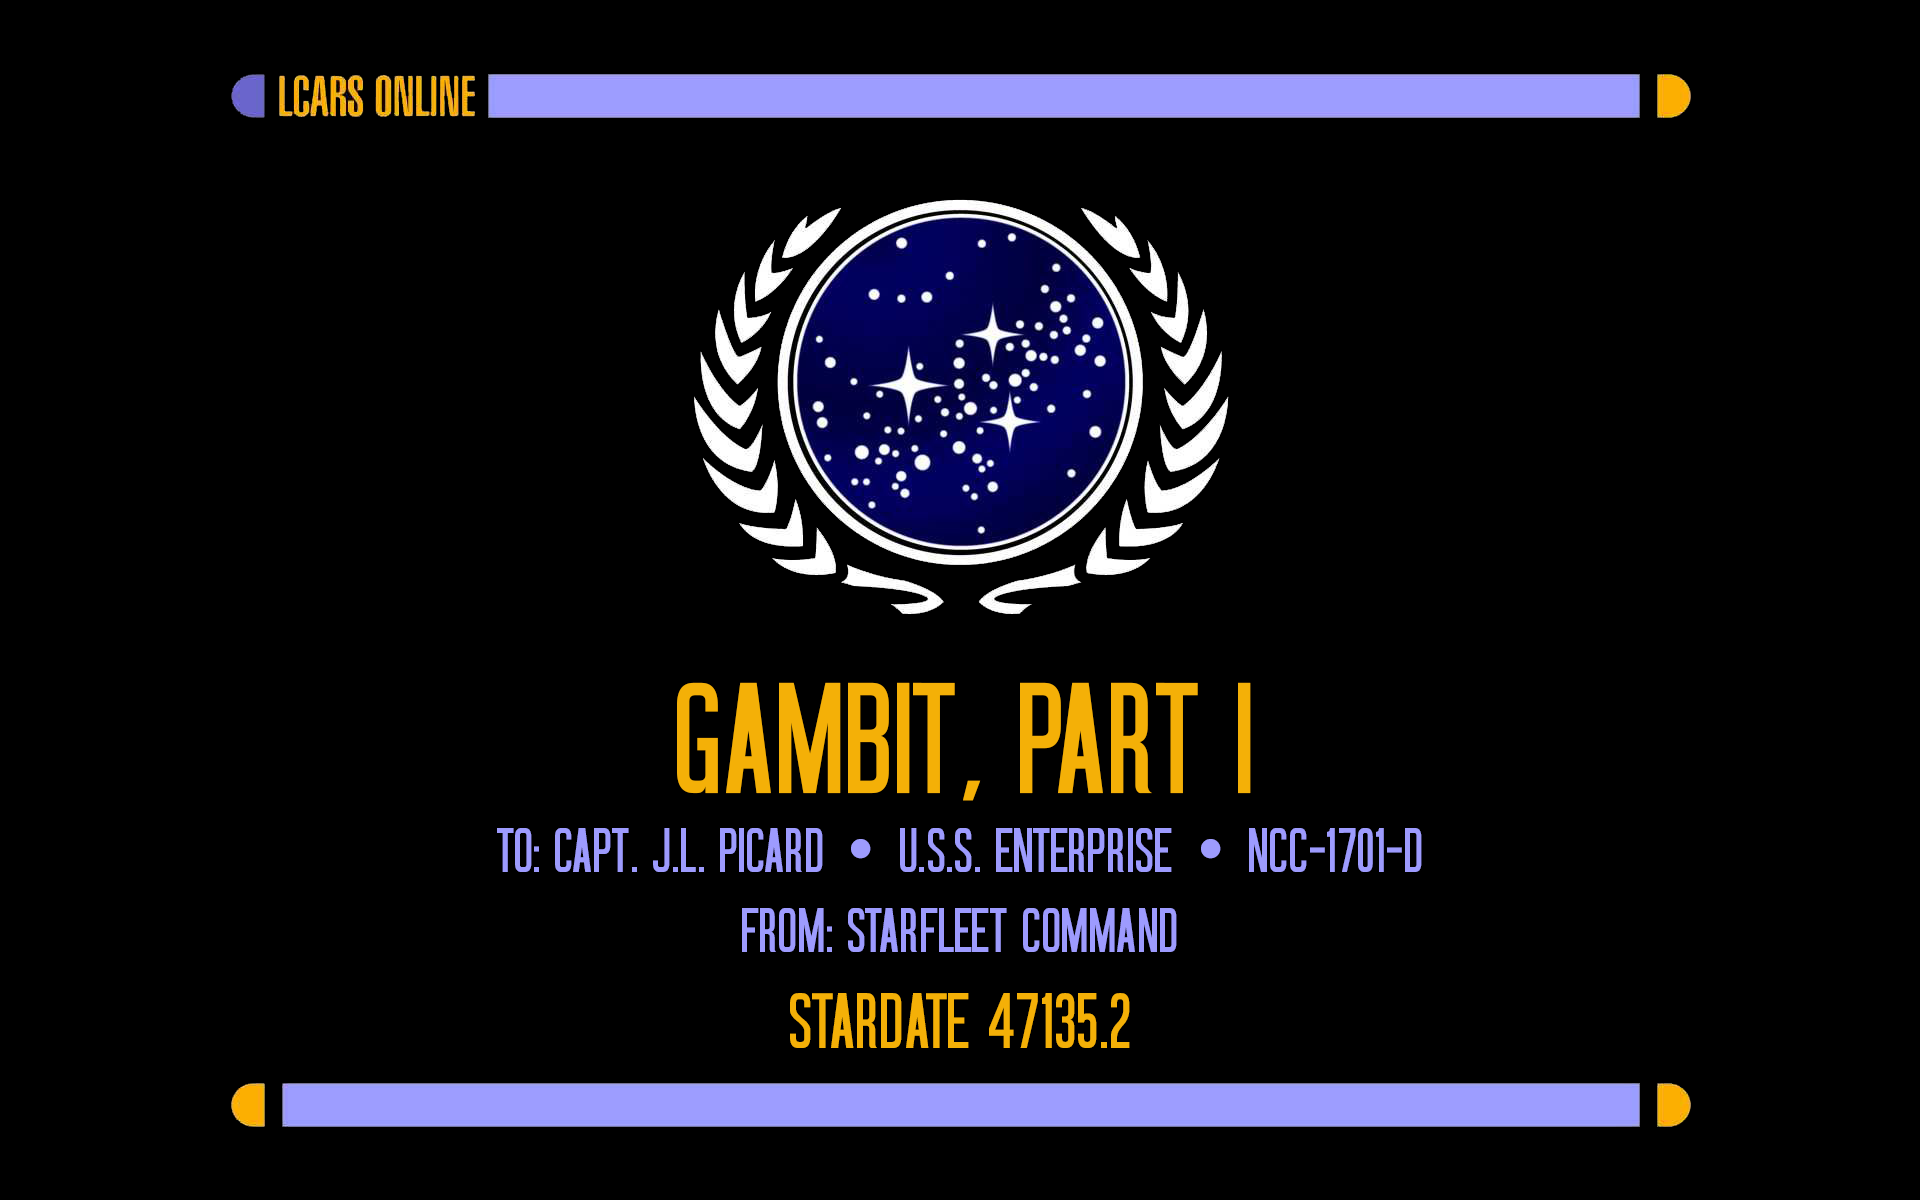 LCARS ONLINE
GAMBIT, PART I
TO: CAPT. J.L. PICARD • U.S.S. ENTERPRISE • NCC-1701-D
FROM: STARFLEET COMMAND
STARDATE 47135.2